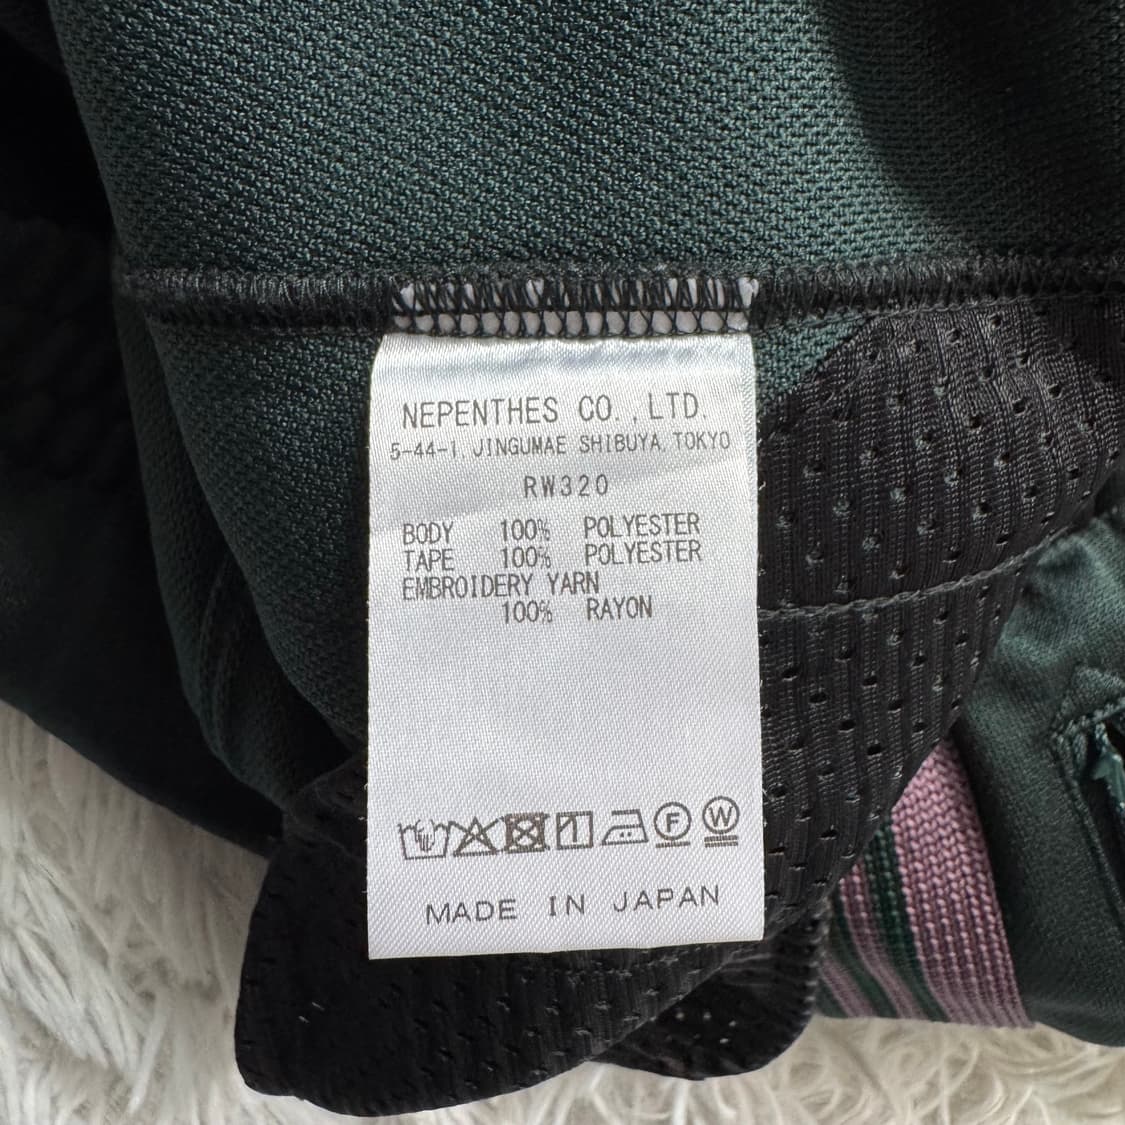 NEPENTHES CO.,LTD.
5-44-1, JINGUMAE SHIBUYA, TOKYO
RW320
BODY 100% POLYESTER
TAPE 100% POLYESTER
EMBROIDERY YARN
100% RAYON
F W
MADE IN JAPAN